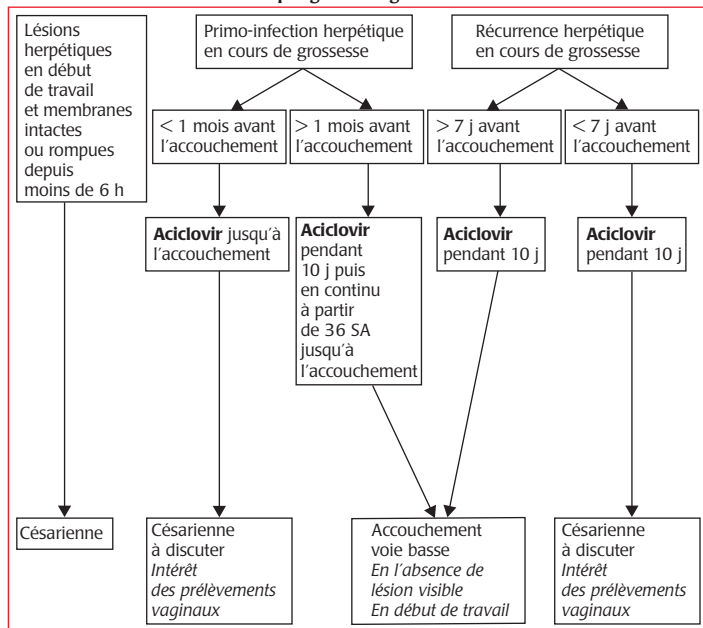 Lésions
herpétiques
en début
de travail
et membranes
intactes
ou rompues
depuis
moins de 6 h
Primo-infection herpétique
en cours de grossesse
Récurrence herpétique
en cours de grossesse
< 1 mois avant
l'accouchement
> 1 mois avant
l'accouchement
> 7 j avant
l'accouchement
< 7 j avant
l'accouchement
Aciclovir jusqu'à
l'accouchement
Aciclovir
pendant
10 j puis
en continu
à partir
de 36 SA
jusqu'à
l'accouchement
Aciclovir
pendant 10 j
Aciclovir
pendant 10 j
Césarienne
Césarienne
à discuter
Intérêt
des prélèvements
vaginaux
Accouchement
voie basse
En l'absence de
lésion visible
En début de travail
Césarienne
à discuter
Intérêt
des prélèvements
vaginaux